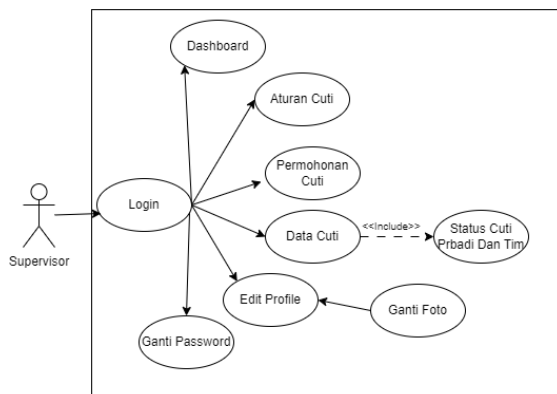 Dashboard
Aturan Cuti
Permohonan
Cuti
Login
Supervisor
Data Cuti
<<Include>>
Status Cuti
Prbadi Dan Tim
Edit Profile
Ganti Foto
Ganti Password